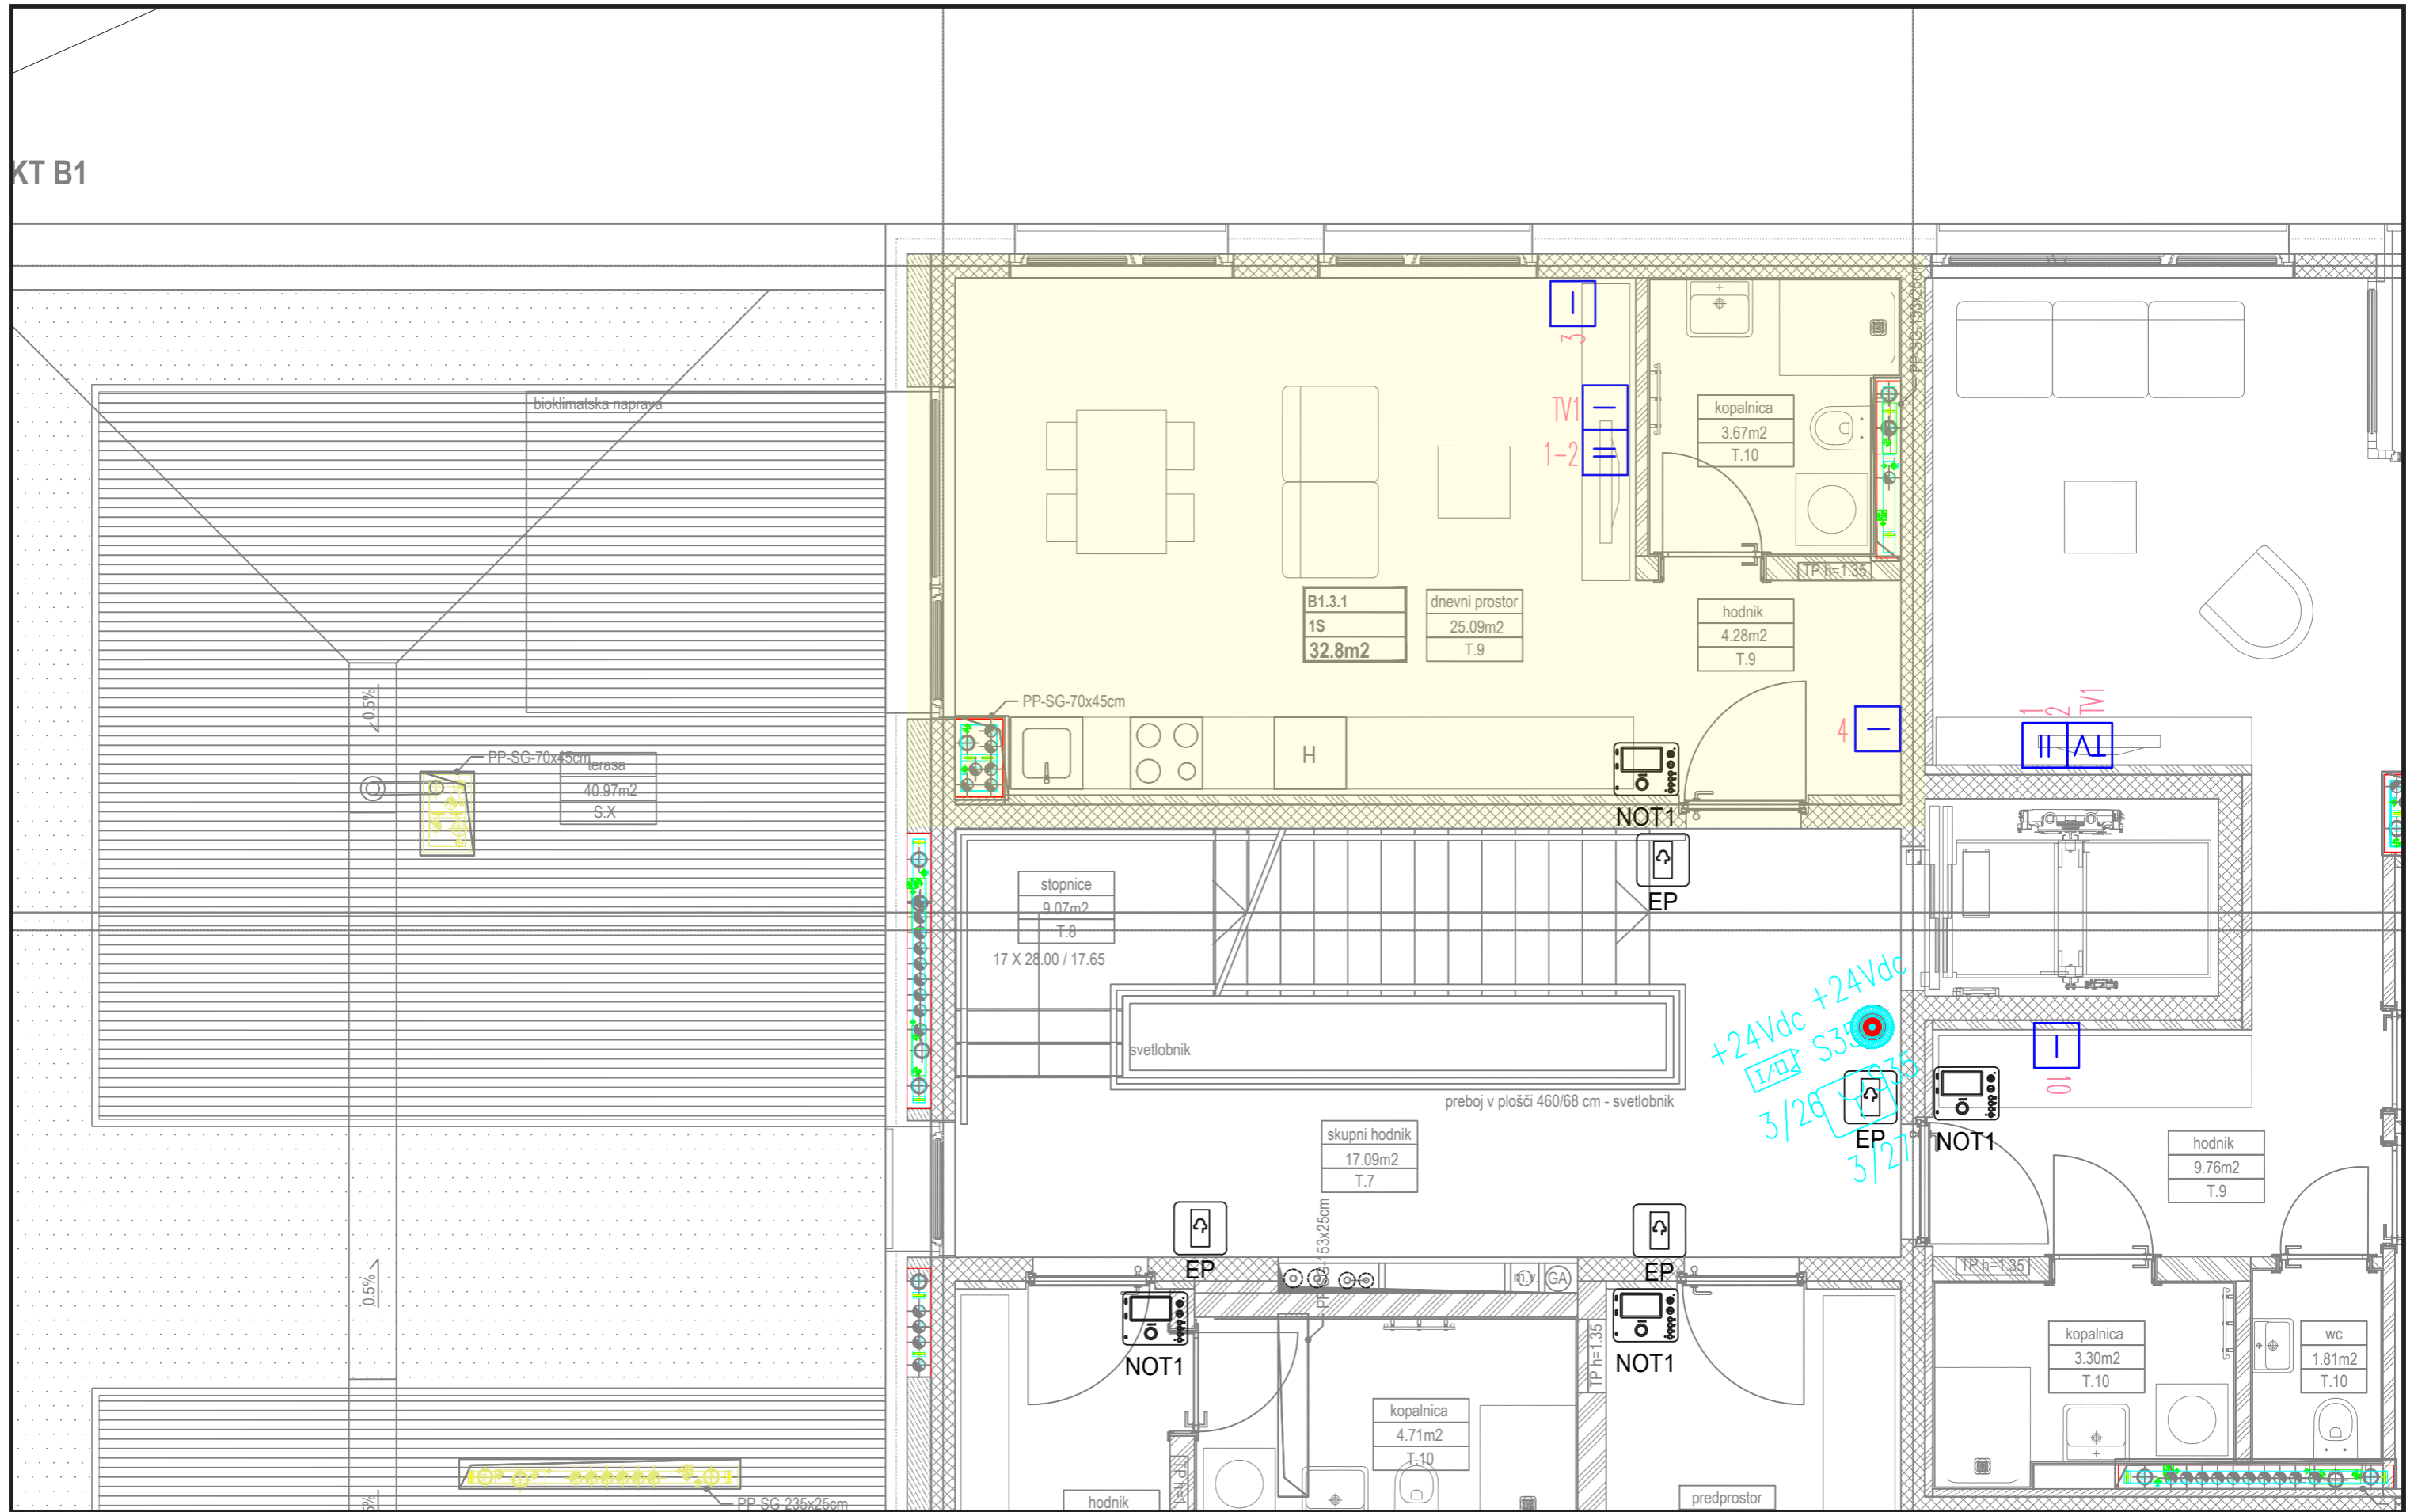 KT B1
bioklimatska naprava
3
TV1
1-2
kopalnica
3.67m2
T.10
PP-SG-153x25cm
TP h=1.35
B1.3.1
1S
32.8m2
dnevni prostor
25.09m2
T.9
hodnik
4.28m2
T.9
0.5%
PP-SG-70x45cm
H
4
1
2
TV1
II
TV
PP-SG-70x45cm
terasa
40.97m2
S.X
NOT1
EP
stopnice
9.07m2
T.8
17 X 28.00 / 17.65
+24Vdc
+24Vdc
I/O
3/26
3/27
svetlobnik
preboj v plošči 460/68 cm - svetlobnik
10
EP
NOT1
skupni hodnik
17.09m2
T.7
hodnik
9.76m2
T.9
0.5%
EP
EP
m.v.
GA
TP h=1.35
NOT1
NOT1
TP h=1.35
kopalnica
3.30m2
T.10
wc
1.81m2
T.10
kopalnica
4.71m2
T.10
PP-SG-235x25cm
hodnik
predprostor